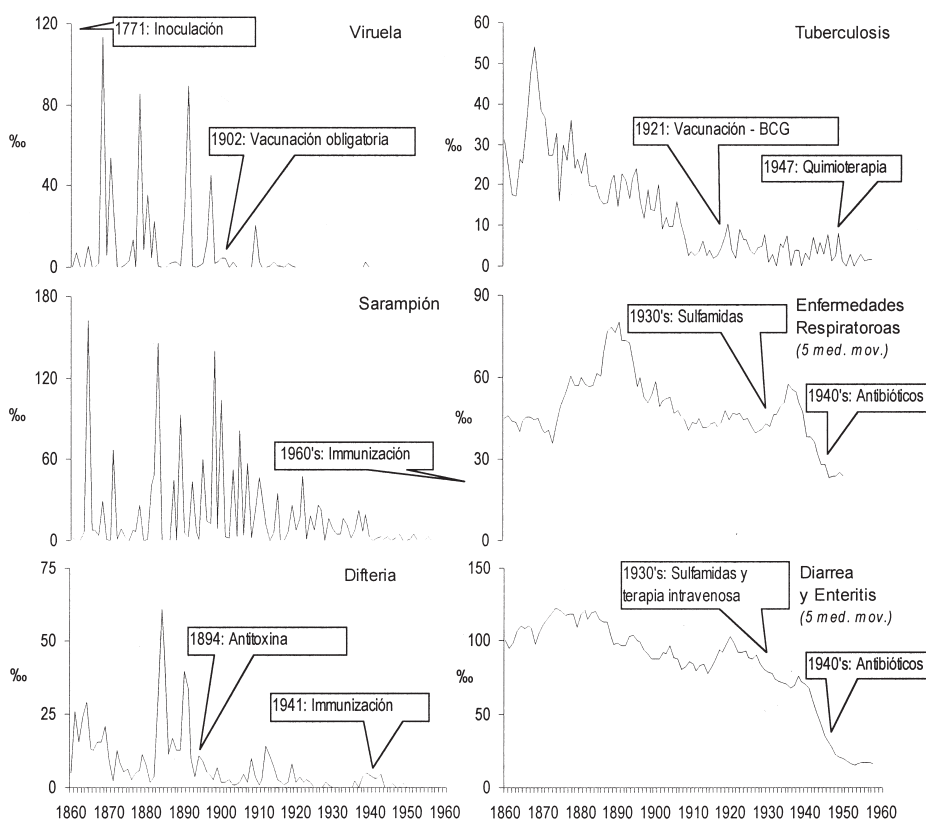 Viruela
1771: Inoculación
1902: Vacunación obligatoria
‰
120
80
40
0
Tuberculosis
1921: Vacunación - BCG
1947: Quimioterapia
‰
60
50
40
30
20
10
0
Sarampión
1960's: Immunización
‰
180
120
60
0
Enfermedades
Respiratoroas
(5 med. mov.)
1930's: Sulfamidas
1940's: Antibióticos
‰
90
60
30
0
Difteria
1894: Antitoxina
1941: Immunización
‰
75
50
25
0
1860 1870 1880 1890 1900 1910 1920 1930 1940 1950 1960
Diarrea
y Enteritis
(5 med. mov.)
1930's: Sulfamidas y
terapia intravenosa
1940's: Antibióticos
‰
150
100
50
0
1860 1870 1880 1890 1900 1910 1920 1930 1940 1950 1960